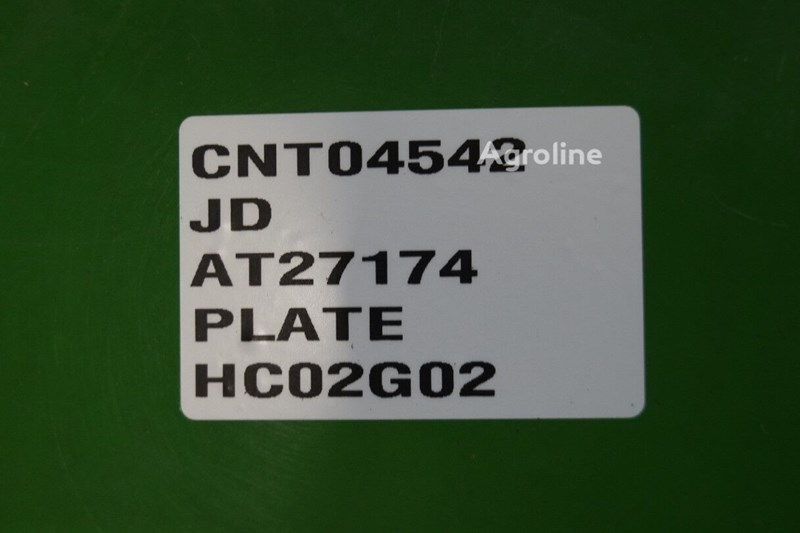 CNT04542
Agroline
JD
AT27174
PLATE
HC02G02